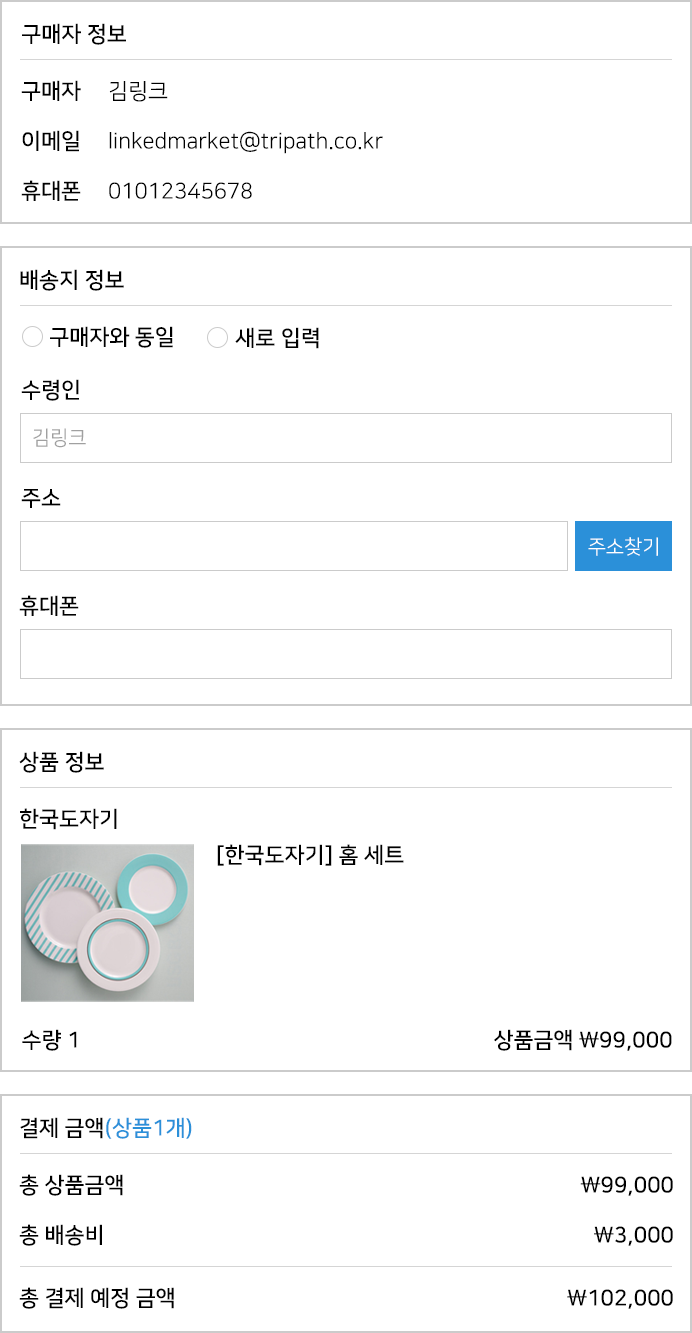 구매자 정보
구매자 김링크
이메일 linkedmarket@tripath.co.kr
휴대폰 01012345678
배송지 정보
구매자와 동일 새로 입력
수령인
김링크
주소
주소찾기
휴대폰
상품 정보
한국도자기
[한국도자기] 홈 세트
수량 1 상품금액 ₩99,000
결제 금액(상품1개)
총 상품금액 ₩99,000
총 배송비 ₩3,000
총 결제 예정 금액 ₩102,000